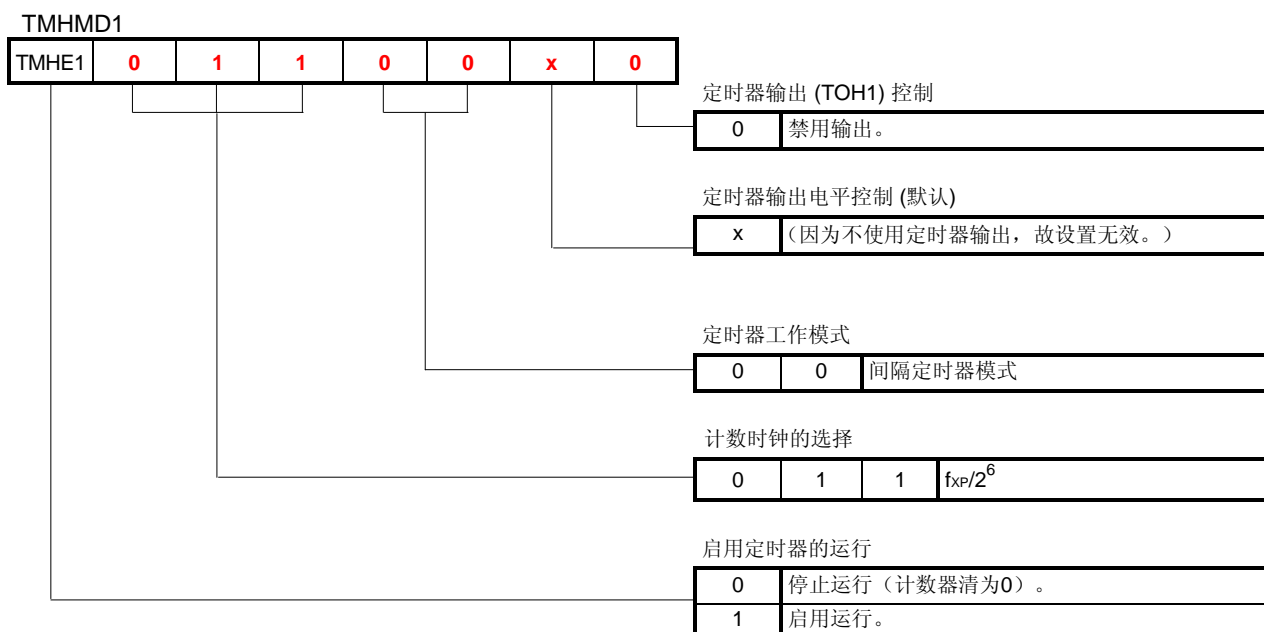 TMHMD1
TMHE1 0 1 1 0 0 x 0
定时器输出 (TOH1) 控制
0 禁用输出。
定时器输出电平控制 (默认)
x （因为不使用定时器输出，故设置无效。）
定时器工作模式
0 0 间隔定时器模式
计数时钟的选择
0 1 1 fXP/2^6
启用定时器的运行
0 停止运行（计数器清为0）。
1 启用运行。